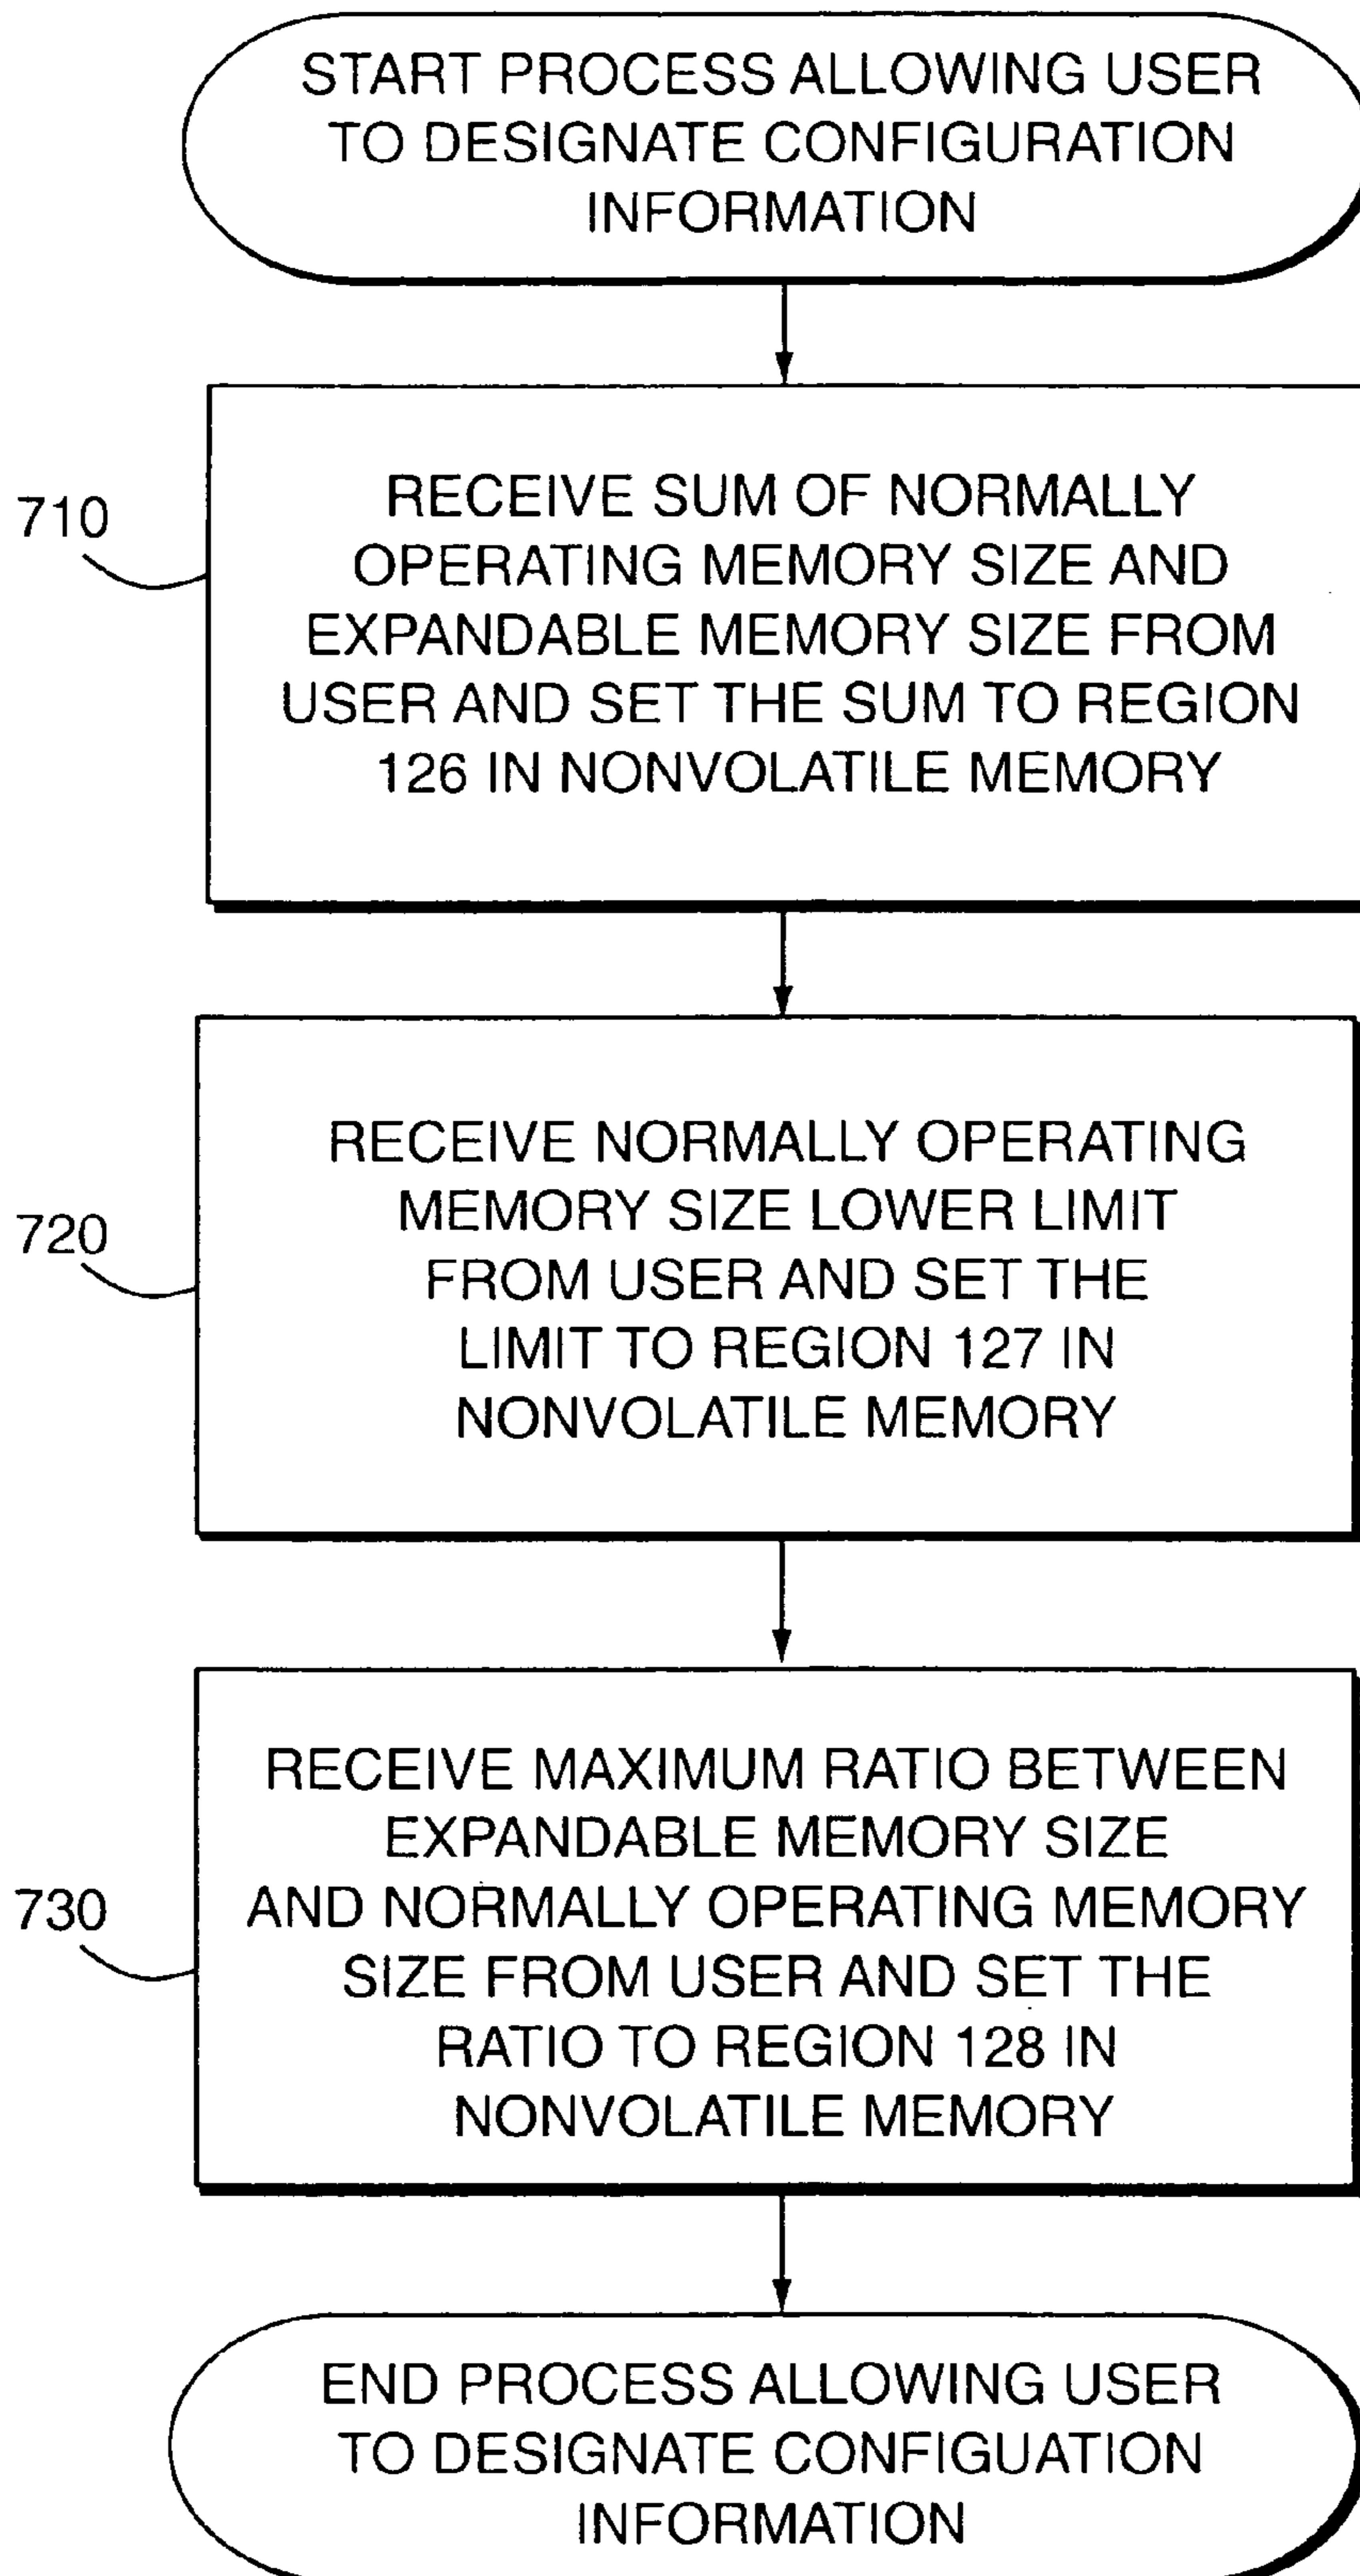 START PROCESS ALLOWING USER
TO DESIGNATE CONFIGURATION
INFORMATION
710
RECEIVE SUM OF NORMALLY
OPERATING MEMORY SIZE AND
EXPANDABLE MEMORY SIZE FROM
USER AND SET THE SUM TO REGION
126 IN NONVOLATILE MEMORY
720
RECEIVE NORMALLY OPERATING
MEMORY SIZE LOWER LIMIT
FROM USER AND SET THE
LIMIT TO REGION 127 IN
NONVOLATILE MEMORY
730
RECEIVE MAXIMUM RATIO BETWEEN
EXPANDABLE MEMORY SIZE
AND NORMALLY OPERATING MEMORY
SIZE FROM USER AND SET THE
RATIO TO REGION 128 IN
NONVOLATILE MEMORY
END PROCESS ALLOWING USER
TO DESIGNATE CONFIGUATION
INFORMATION